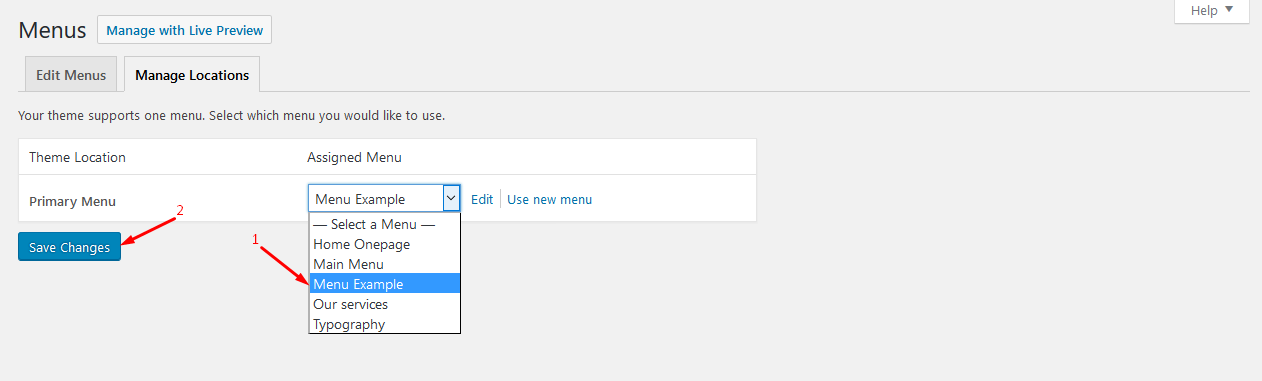 Help ▼
Menus Manage with Live Preview
Edit Menus Manage Locations
Your theme supports one menu. Select which menu you would like to use.
Theme Location Assigned Menu
Primary Menu Menu Example Edit Use new menu
2
— Select a Menu —
Save Changes 1 Home Onepage
Main Menu
Menu Example
Our services
Typography